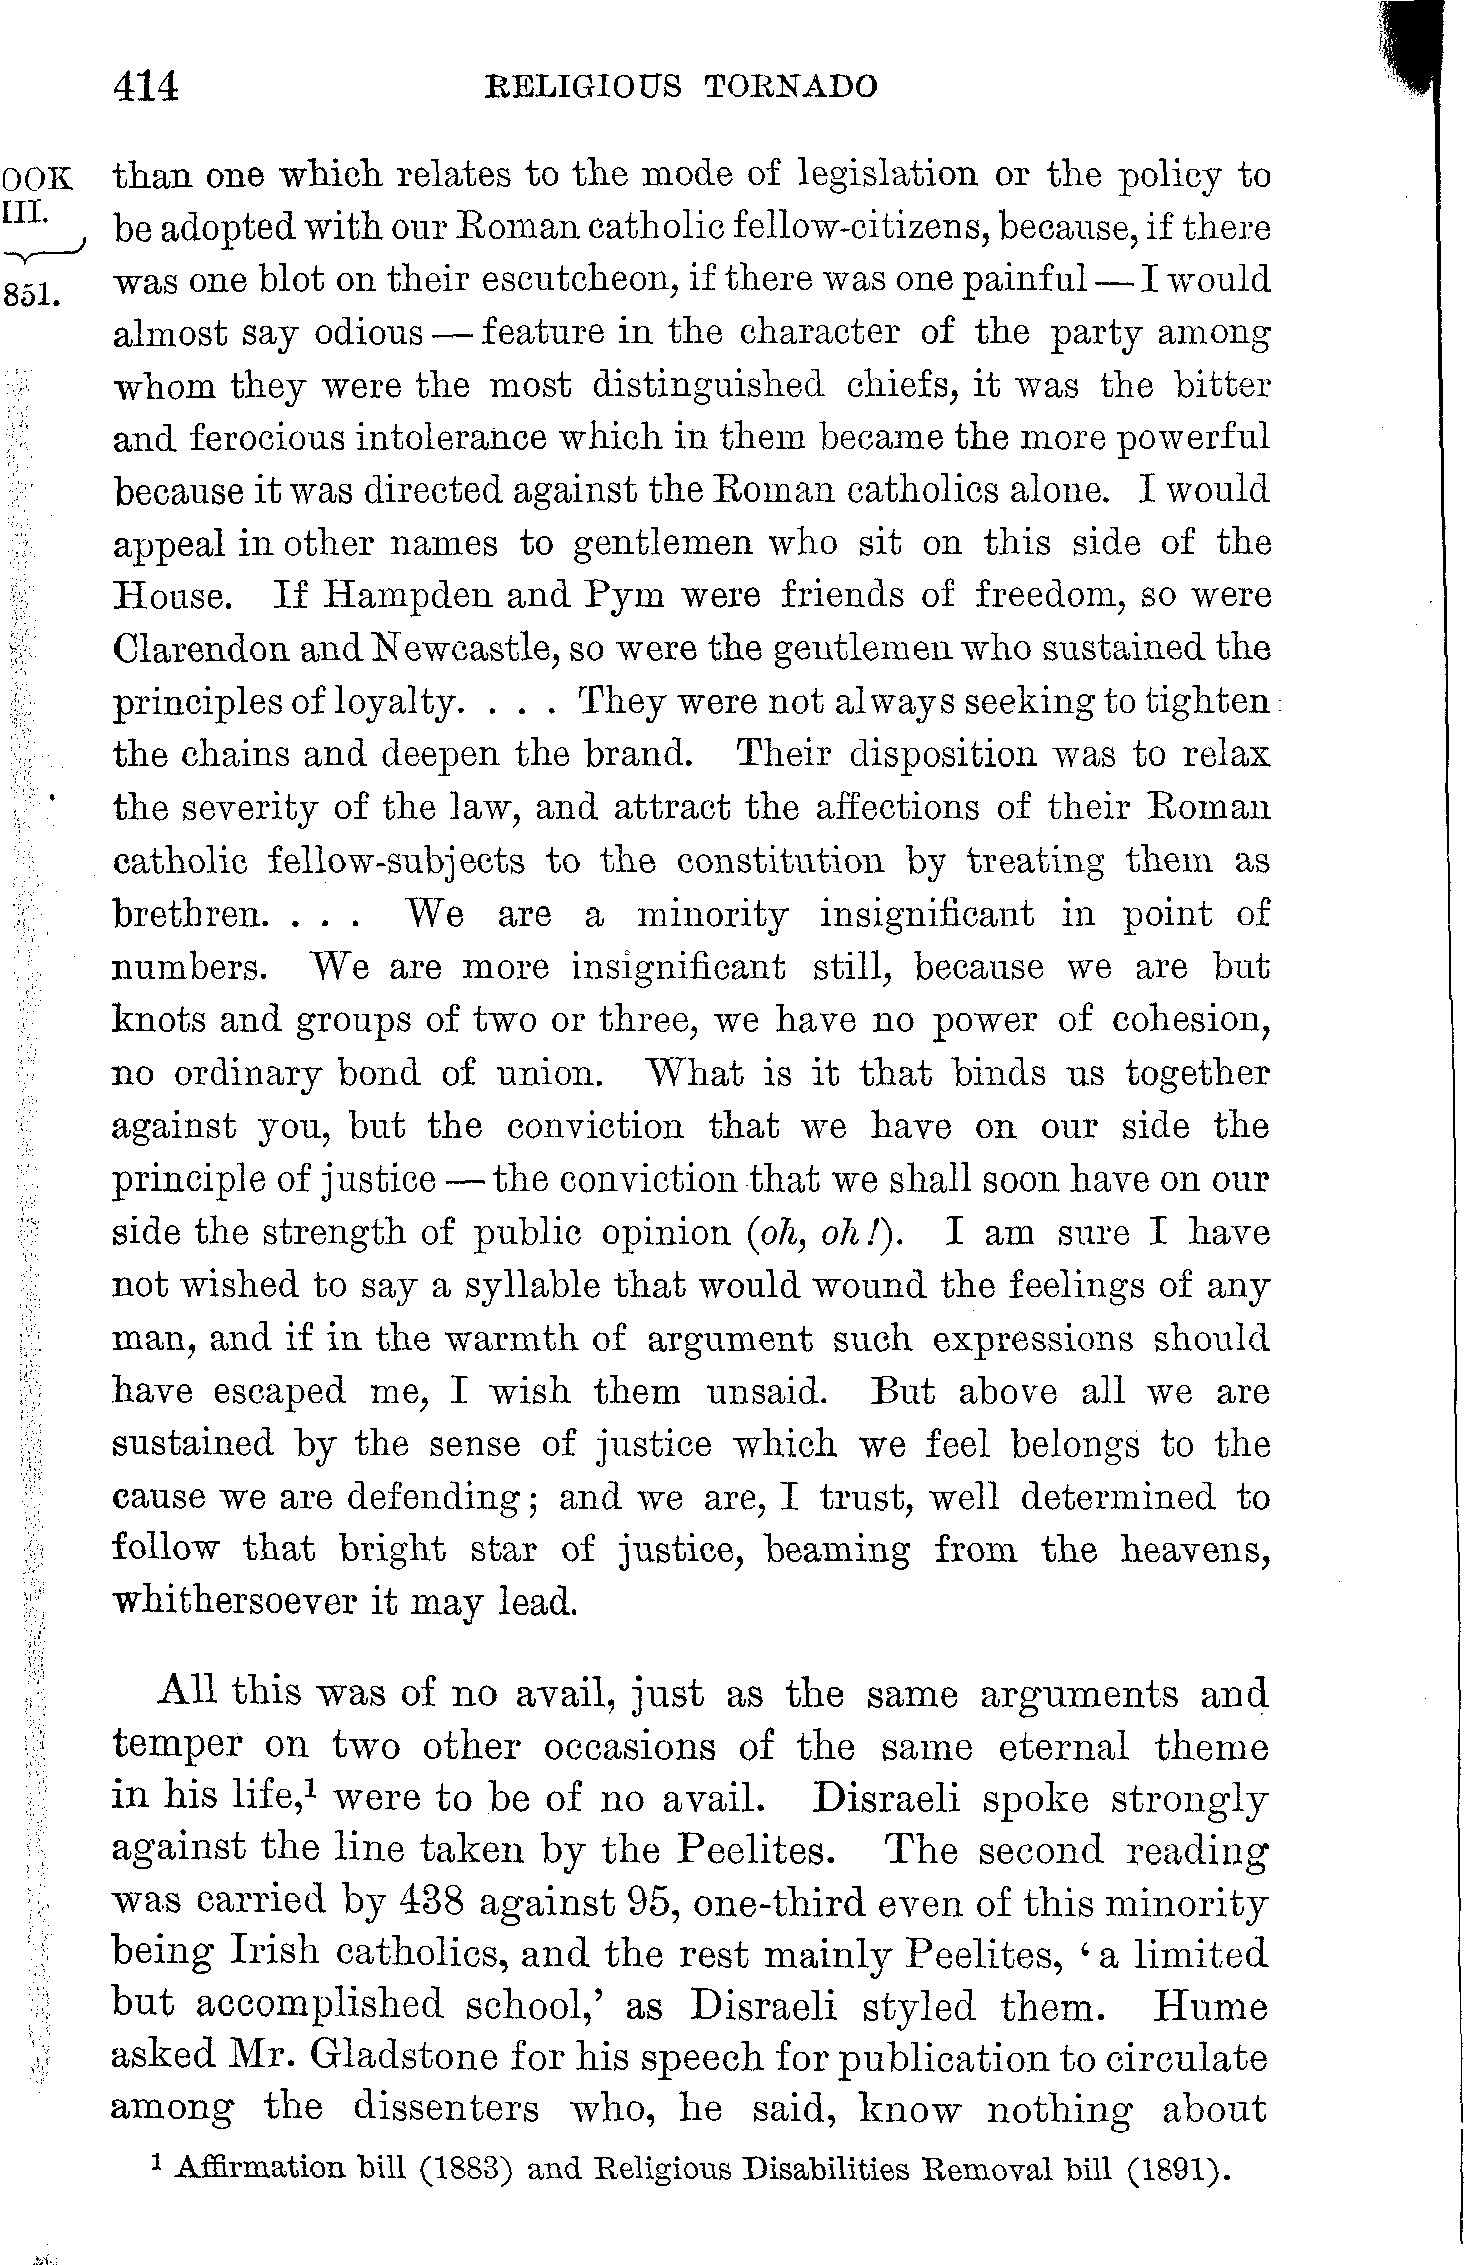 414 RELIGIOUS TORNADO
OOK
III.
851.
than one which relates to the mode of legislation or the policy to
be adopted with our Roman catholic fellow-citizens, because, if there
was one blot on their escutcheon, if there was one painful — I would
almost say odious — feature in the character of the party among
whom they were the most distinguished chiefs, it was the bitter
and ferocious intolerance which in them became the more powerful
because it was directed against the Roman catholics alone. I would
appeal in other names to gentlemen who sit on this side of the
House. If Hampden and Pym were friends of freedom, so were
Clarendon and Newcastle, so were the gentlemen who sustained the
principles of loyalty. . . . They were not always seeking to tighten
the chains and deepen the brand. Their disposition was to relax
the severity of the law, and attract the affections of their Roman
catholic fellow-subjects to the constitution by treating them as
brethren. . . . We are a minority insignificant in point of
numbers. We are more insignificant still, because we are but
knots and groups of two or three, we have no power of cohesion,
no ordinary bond of union. What is it that binds us together
against you, but the conviction that we have on our side the
principle of justice — the conviction that we shall soon have on our
side the strength of public opinion (oh, oh!). I am sure I have
not wished to say a syllable that would wound the feelings of any
man, and if in the warmth of argument such expressions should
have escaped me, I wish them unsaid. But above all we are
sustained by the sense of justice which we feel belongs to the
cause we are defending; and we are, I trust, well determined to
follow that bright star of justice, beaming from the heavens,
whithersoever it may lead.
All this was of no avail, just as the same arguments and
temper on two other occasions of the same eternal theme
in his life,¹ were to be of no avail. Disraeli spoke strongly
against the line taken by the Peelites. The second reading
was carried by 438 against 95, one-third even of this minority
being Irish catholics, and the rest mainly Peelites, ‘a limited
but accomplished school,’ as Disraeli styled them. Hume
asked Mr. Gladstone for his speech for publication to circulate
among the dissenters who, he said, know nothing about
¹ Affirmation bill (1883) and Religious Disabilities Removal bill (1891).